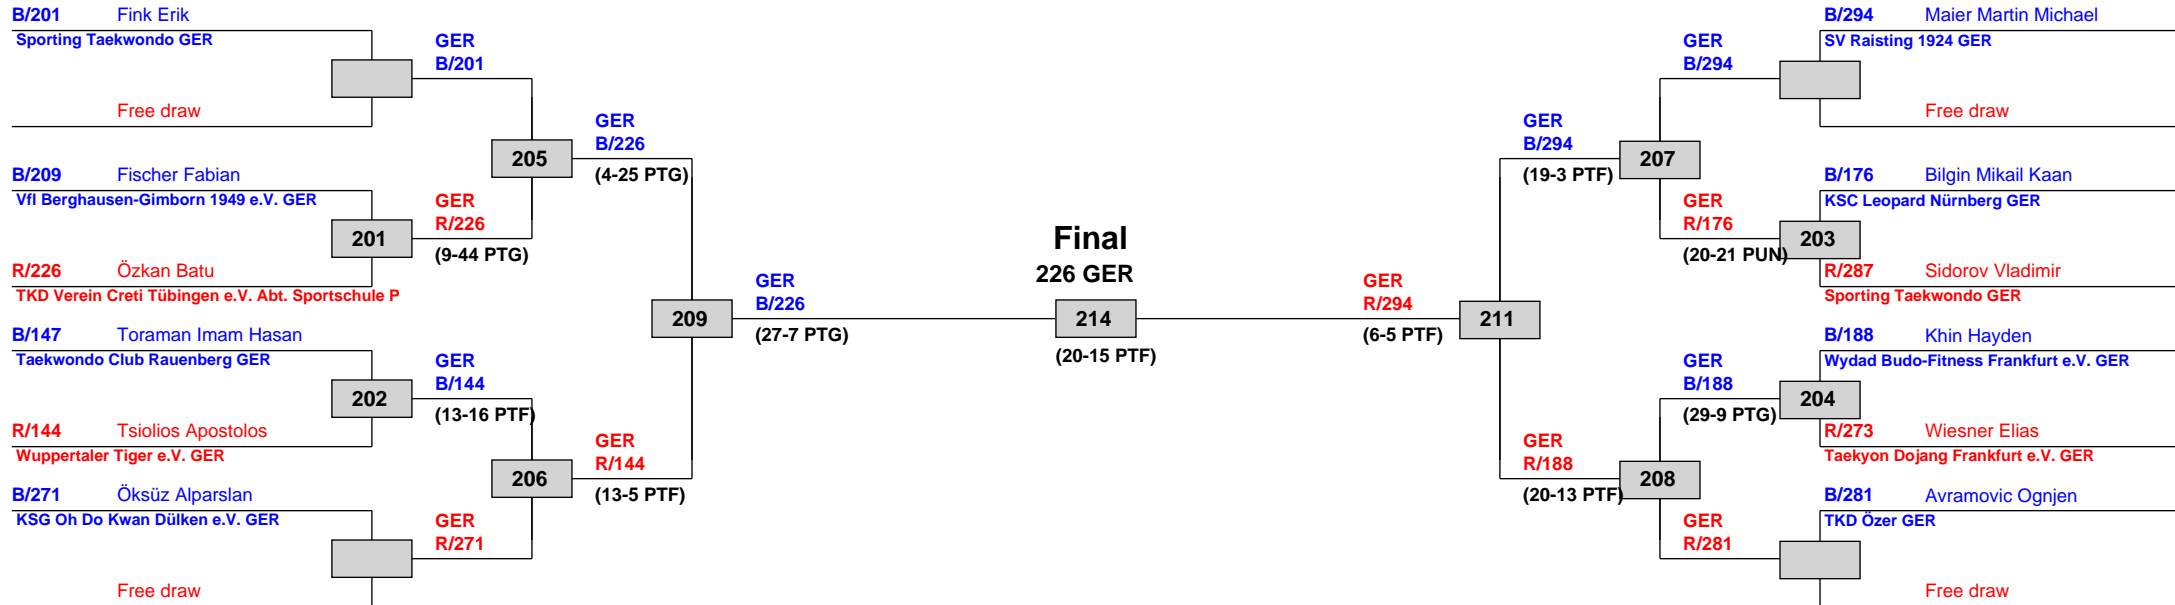 B/201 Fink Erik
Sporting Taekwondo GER
Free draw
B/209 Fischer Fabian
Vfl Berghausen-Gimborn 1949 e.V. GER
R/226 Özkan Batu
TKD Verein Creti Tübingen e.V. Abt. Sportschule P
B/147 Toraman Imam Hasan
Taekwondo Club Rauenberg GER
R/144 Tsiolios Apostolos
Wuppertaler Tiger e.V. GER
B/271 Öksüz Alparslan
KSG Oh Do Kwan Dülken e.V. GER
Free draw
GER
B/201
201
GER
R/226
(9-44 PTG)
202
GER
B/144
(13-16 PTF)
GER
R/271
205
GER
B/226
(4-25 PTG)
206
GER
R/144
(13-5 PTF)
209
GER
B/226
(27-7 PTG)
Final
226 GER
214
(20-15 PTF)
GER
R/294
(6-5 PTF)
211
GER
B/294
(19-3 PTF)
207
GER
R/188
(20-13 PTF)
208
GER
B/294
GER
R/176
(20-21 PUN)
203
GER
B/188
(29-9 PTG)
204
GER
R/281
B/294 Maier Martin Michael
SV Raisting 1924 GER
Free draw
B/176 Bilgin Mikail Kaan
KSC Leopard Nürnberg GER
R/287 Sidorov Vladimir
Sporting Taekwondo GER
B/188 Khin Hayden
Wydad Budo-Fitness Frankfurt e.V. GER
R/273 Wiesner Elias
Taekyon Dojang Frankfurt e.V. GER
B/281 Avramovic Ognjen
TKD Özer GER
Free draw